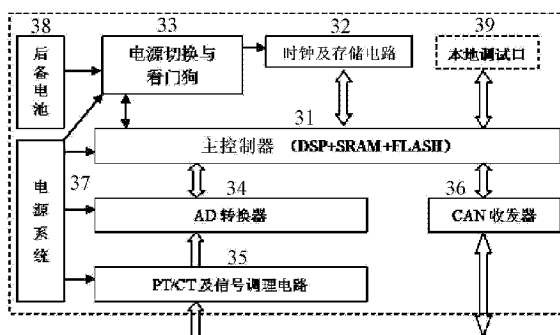 38
33
32
39
后备电池
电源切换与
看门狗
时钟及存储电路
本地调试口
31
主控制器 (DSP+SRAM+FLASH)
电源系统
37
34
36
AD 转换器
CAN 收发器
35
PT/CT及信号调理电路